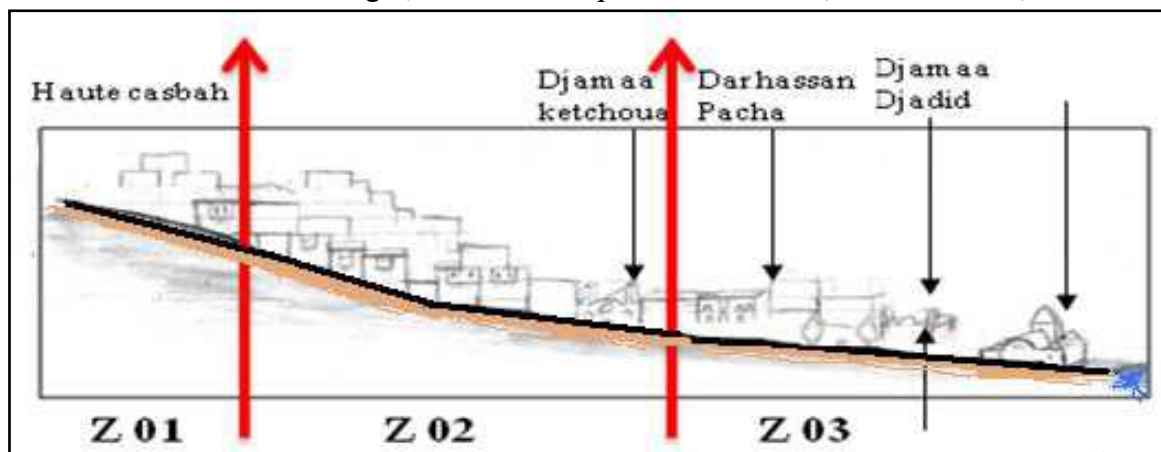 Haute casbah
Djamaa
ketchoua
Darhassan
Pacha
Djamaa
Djadid
Z 01
Z 02
Z 03